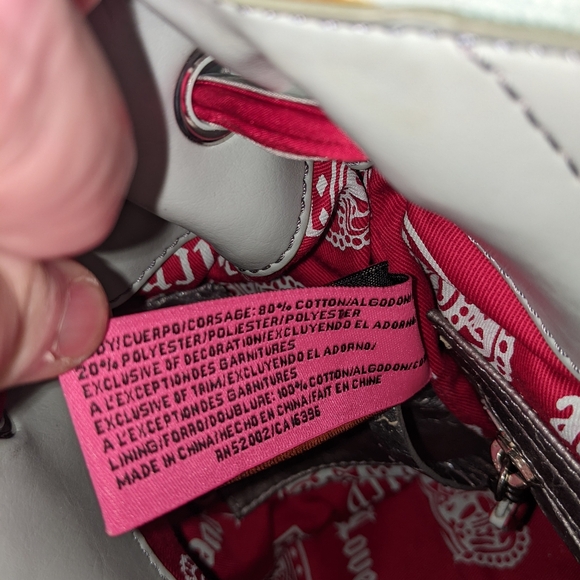 Y/CUERPO/CORSAGE: 80% COTTON/ALGODON/
20% POLYESTER/POLIESTER/POLYESTER
EXCLUSIVE OF DECORATION/EXCLUYENDO EL ADORNO/
A L'EXCEPTION DES GARNITURES
EXCLUSIVE OF TRIM/EXCLUYENDO EL ADORNO/
A L'EXCEPTION DES GARNITURES
LINING/FORRO/DOUBLURE: 100% COTTON/ALGODON/
MADE IN CHINA/HECHO EN CHINA/FAIT EN CHINE
RN52002/CA16396